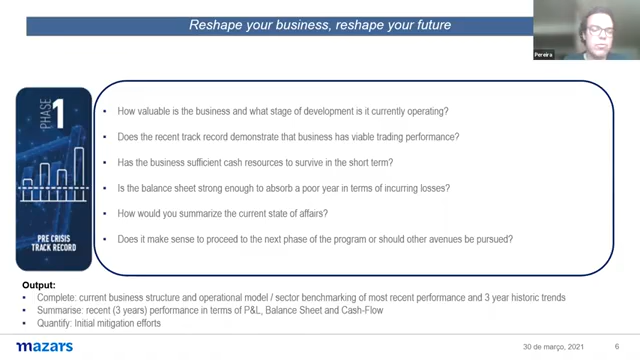 Reshape your business, reshape your future
Pereira
PHASE 1
PRE CRISIS
TRACK RECORD
▪ How valuable is the business and what stage of development is it currently operating?
▪ Does the recent track record demonstrate that business has viable trading performance?
▪ Has the business sufficient cash resources to survive in the short term?
▪ Is the balance sheet strong enough to absorb a poor year in terms of incurring losses?
▪ How would you summarize the current state of affairs?
▪ Does it make sense to proceed to the next phase of the program or should other avenues be pursued?
Output:
▪ Complete: current business structure and operational model / sector benchmarking of most recent performance and 3 year historic trends
▪ Summarise: recent (3 years) performance in terms of P&L, Balance Sheet and Cash-Flow
▪ Quantify: Initial mitigation efforts
mazars
30 de março, 2021
6